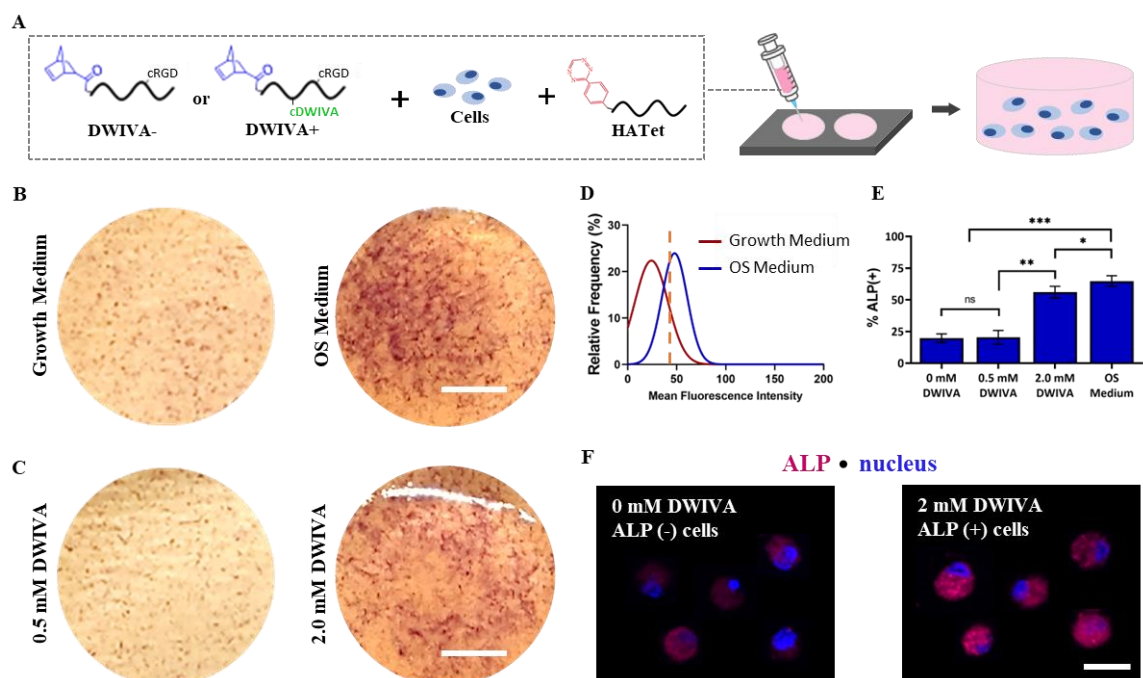 A
cRGD
or
cRGD
cDWIVA
DWIVA-
DWIVA+
+
Cells
+
N=N
N
N
HATet
B
Growth Medium
OS Medium
C
0.5 mM DWIVA
2.0 mM DWIVA
D
Relative Frequency (%)
30
20
10
0
0
50
100
150
200
Mean Fluorescence Intensity
Growth Medium
OS Medium
E
% ALP(+)
100
75
50
25
0
ns
**
***
*
0 mM
DWIVA
0.5 mM
DWIVA
2.0 mM
DWIVA
OS
Medium
F
ALP • nucleus
0 mM DWIVA
ALP (-) cells
2 mM DWIVA
ALP (+) cells